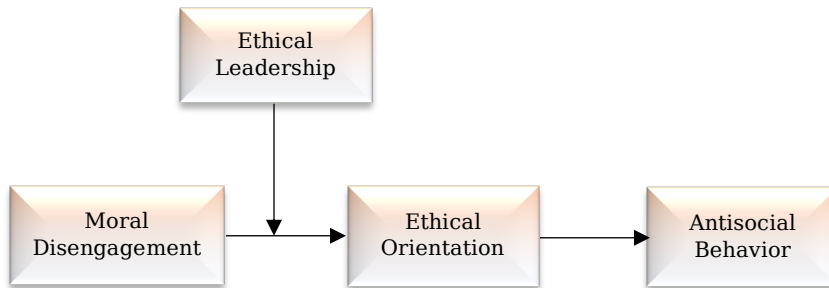 Ethical
Leadership
Moral
Disengagement
Ethical
Orientation
Antisocial
Behavior